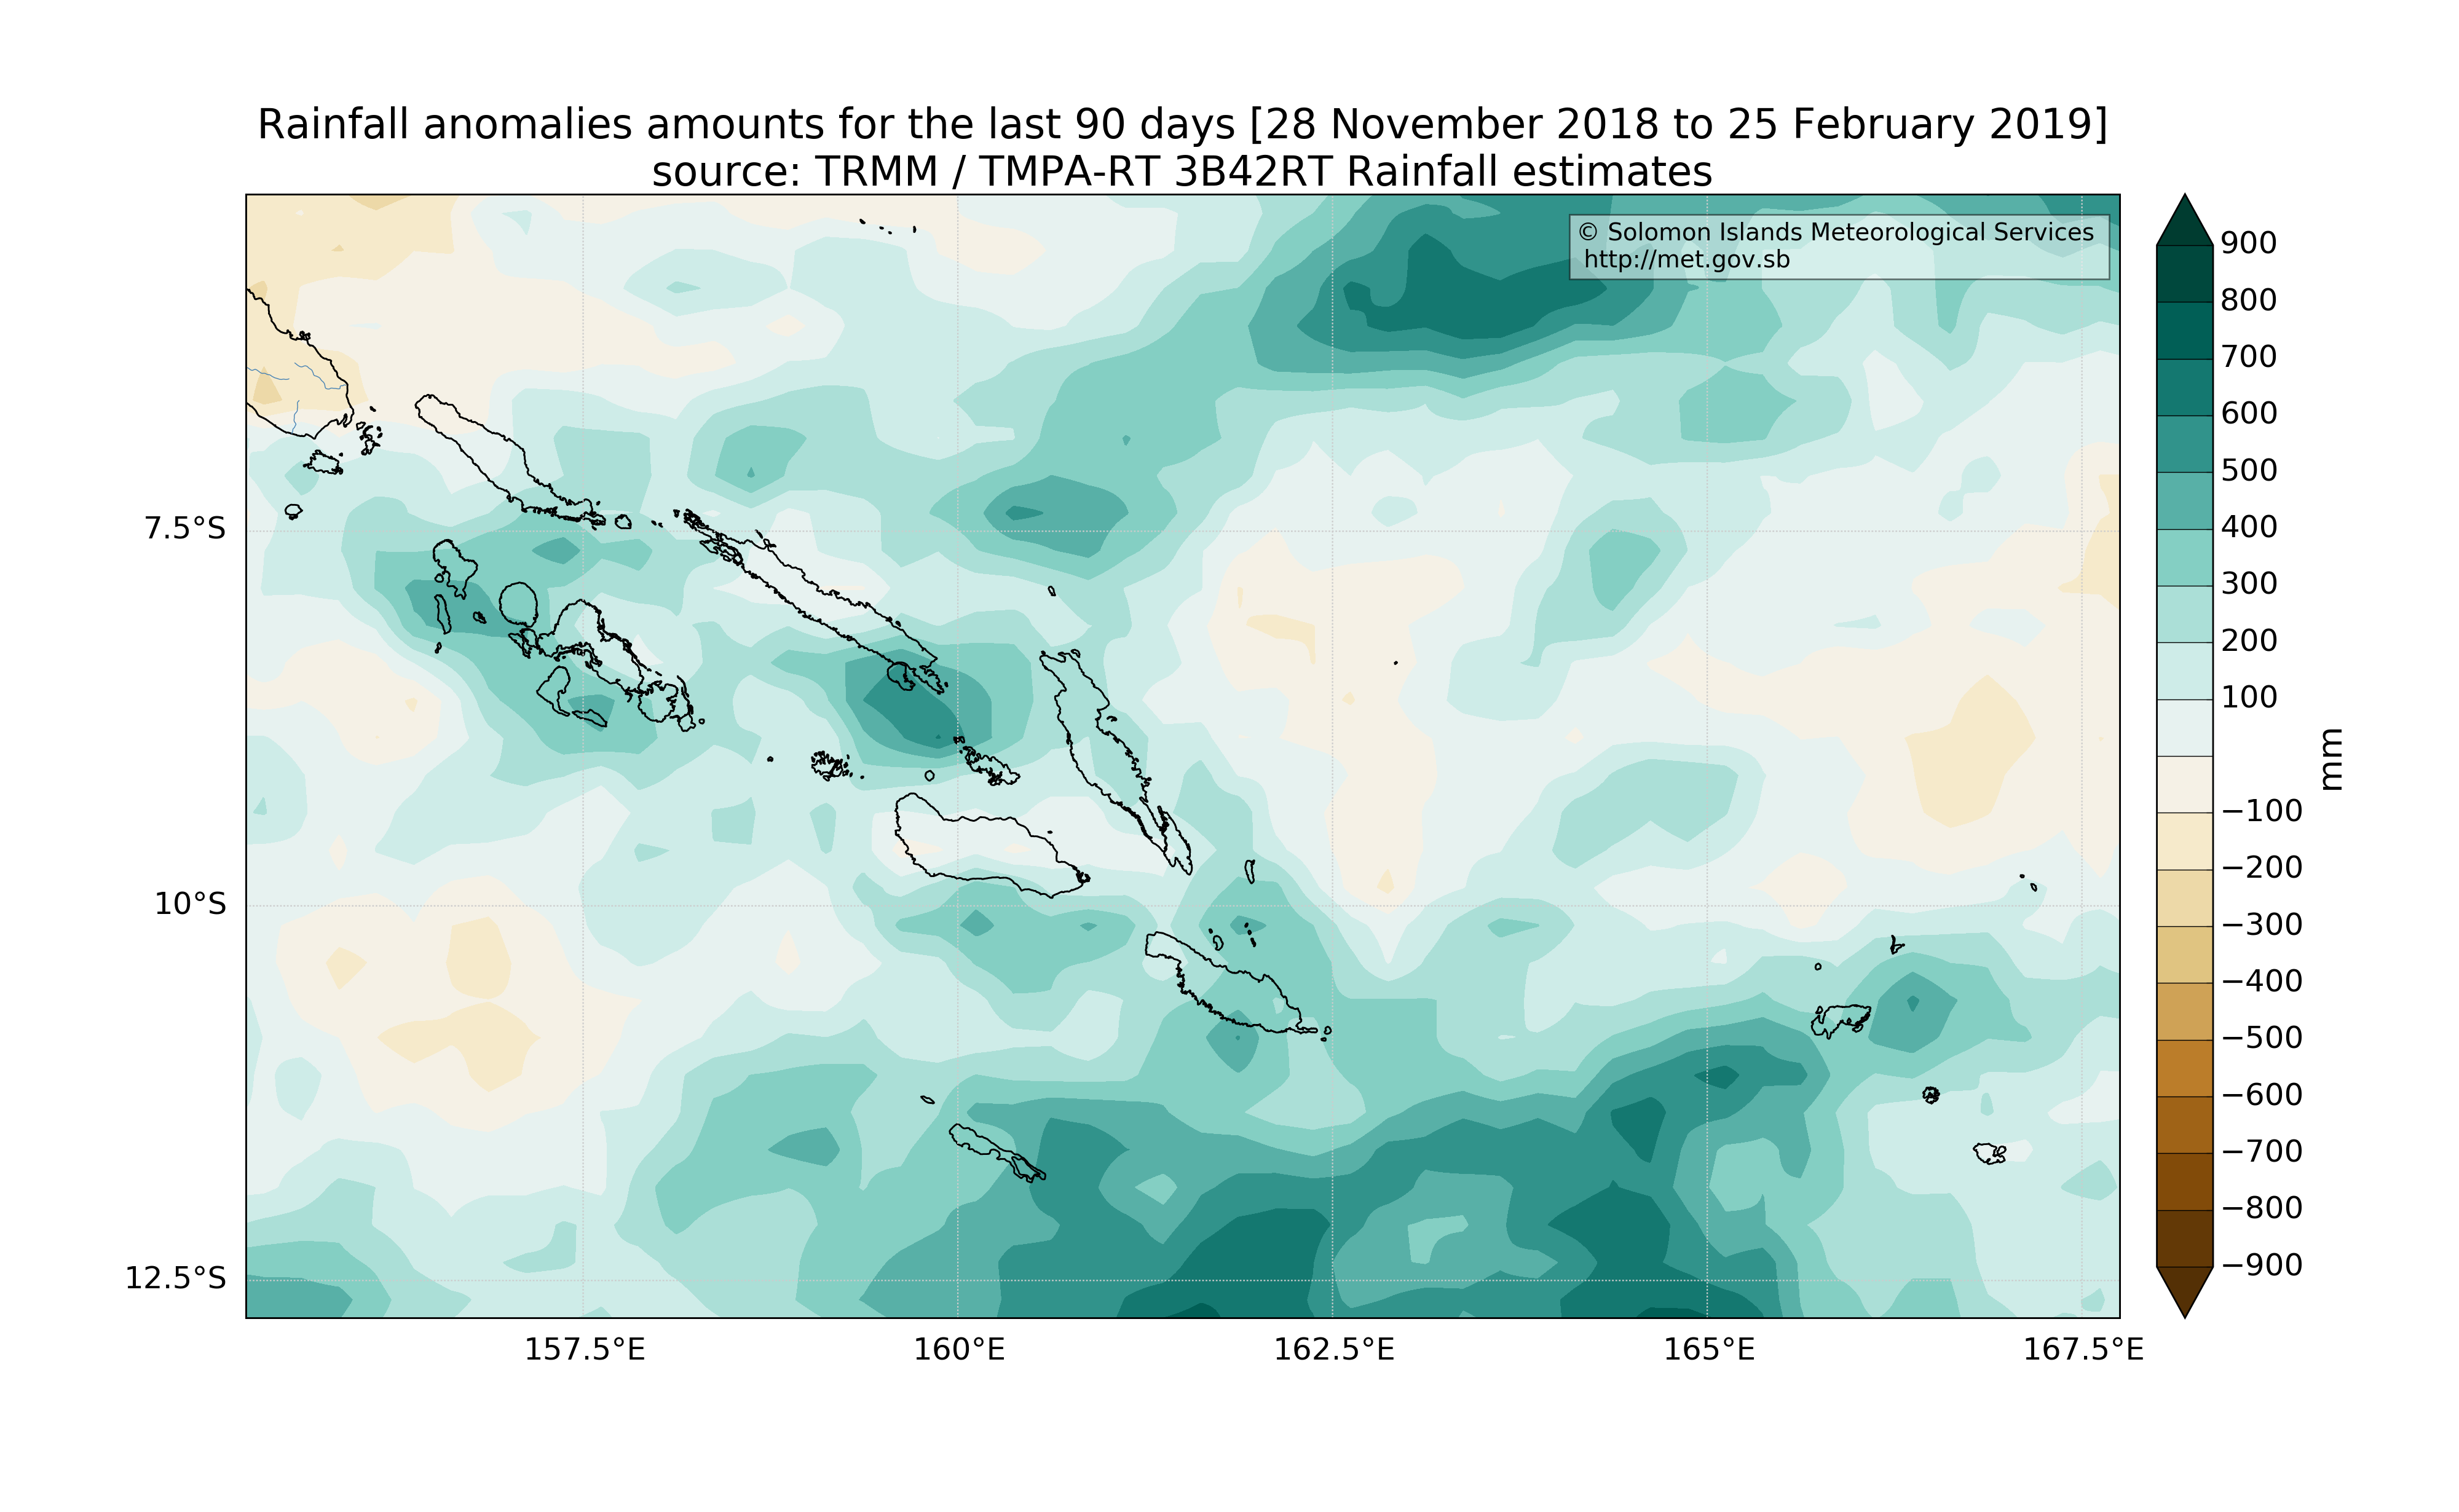 Rainfall anomalies amounts for the last 90 days [28 November 2018 to 25 February 2019]
source: TRMM / TMPA-RT 3B42RT Rainfall estimates
© Solomon Islands Meteorological Services
http://met.gov.sb
7.5°S
10°S
12.5°S
157.5°E
160°E
162.5°E
165°E
167.5°E
900
800
700
600
500
400
300
200
100
−100
−200
−300
−400
−500
−600
−700
−800
−900
mm